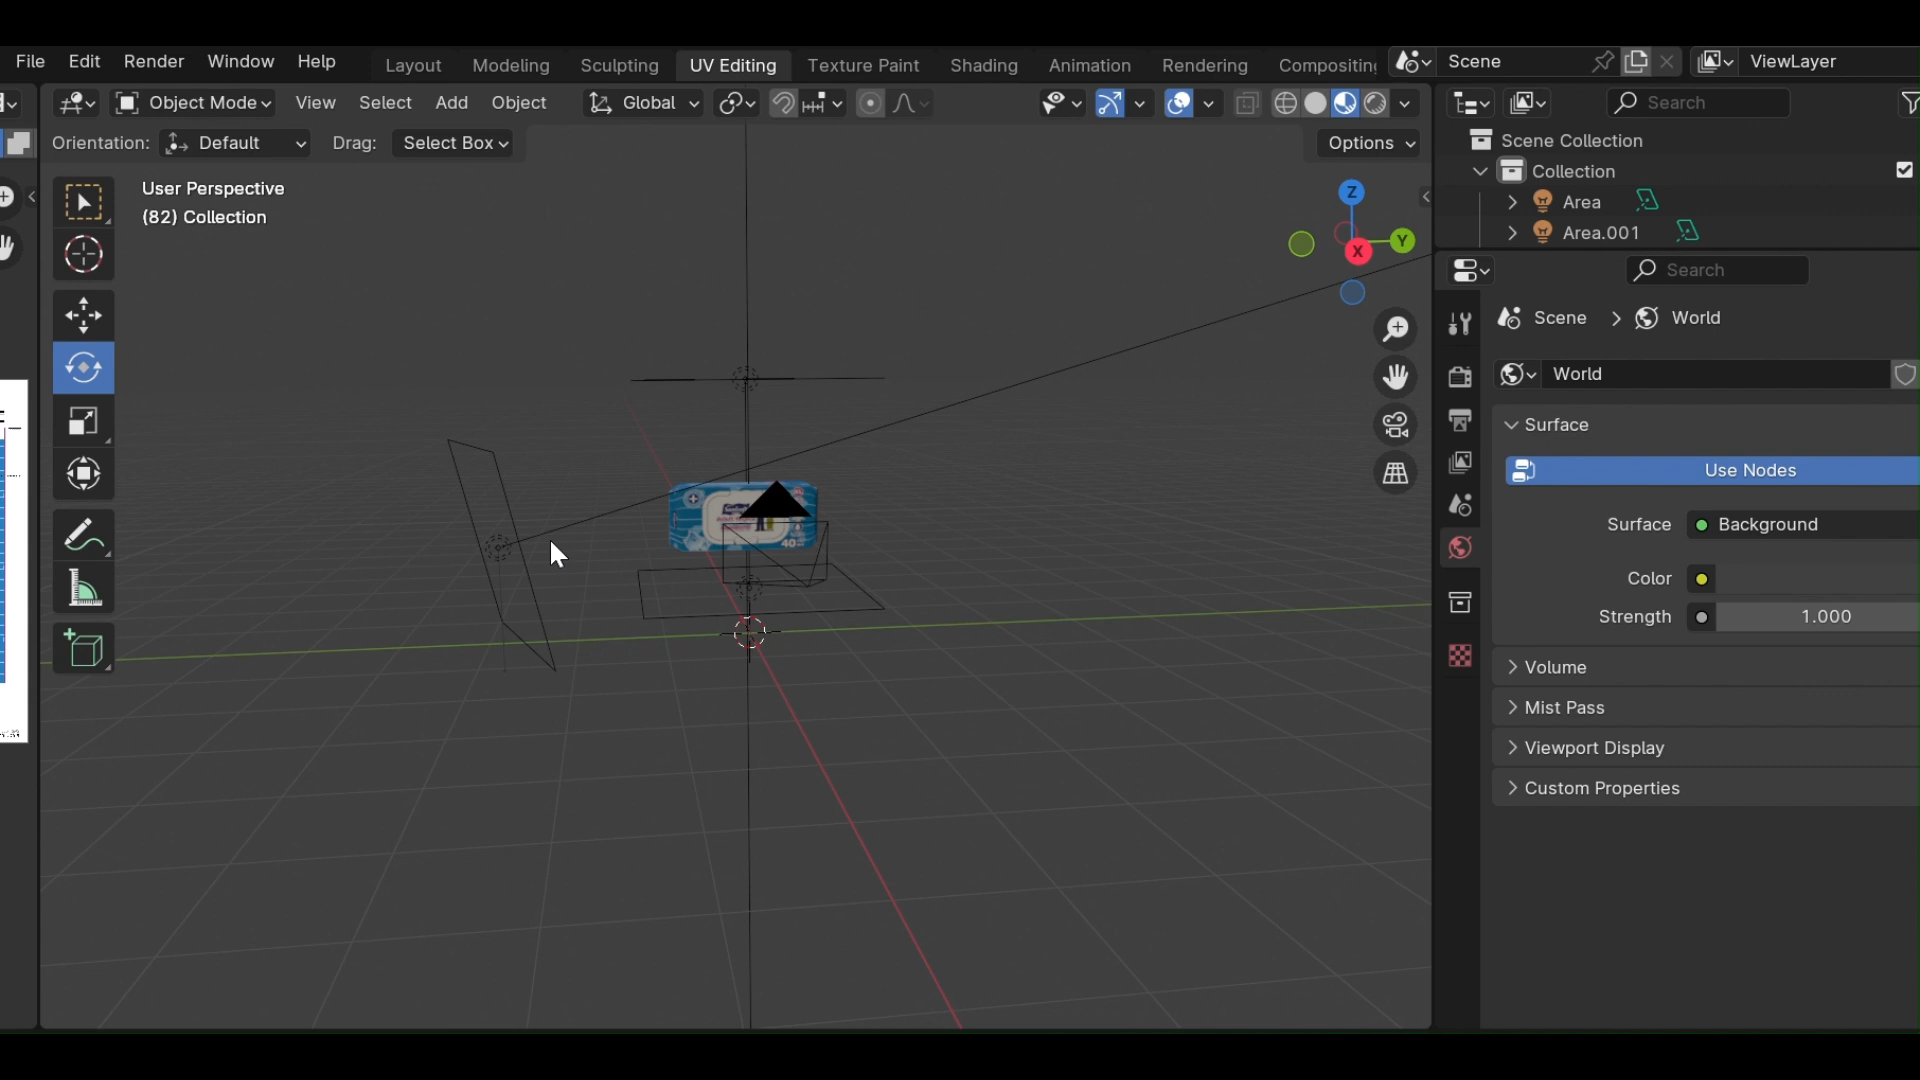 File Edit Render Window Help Layout Modeling Sculpting UV Editing Texture Paint Shading Animation Rendering Compositing Scene ViewLayer
Object Mode View Select Add Object Global Search
Orientation: Default Drag: Select Box Options
Scene Collection
Collection
Area
Area.001
User Perspective
(82) Collection
Z
Y
X
Search
Scene > World
World
Surface
Use Nodes
Surface Background
Color
Strength 1.000
Volume
Mist Pass
Viewport Display
Custom Properties
40